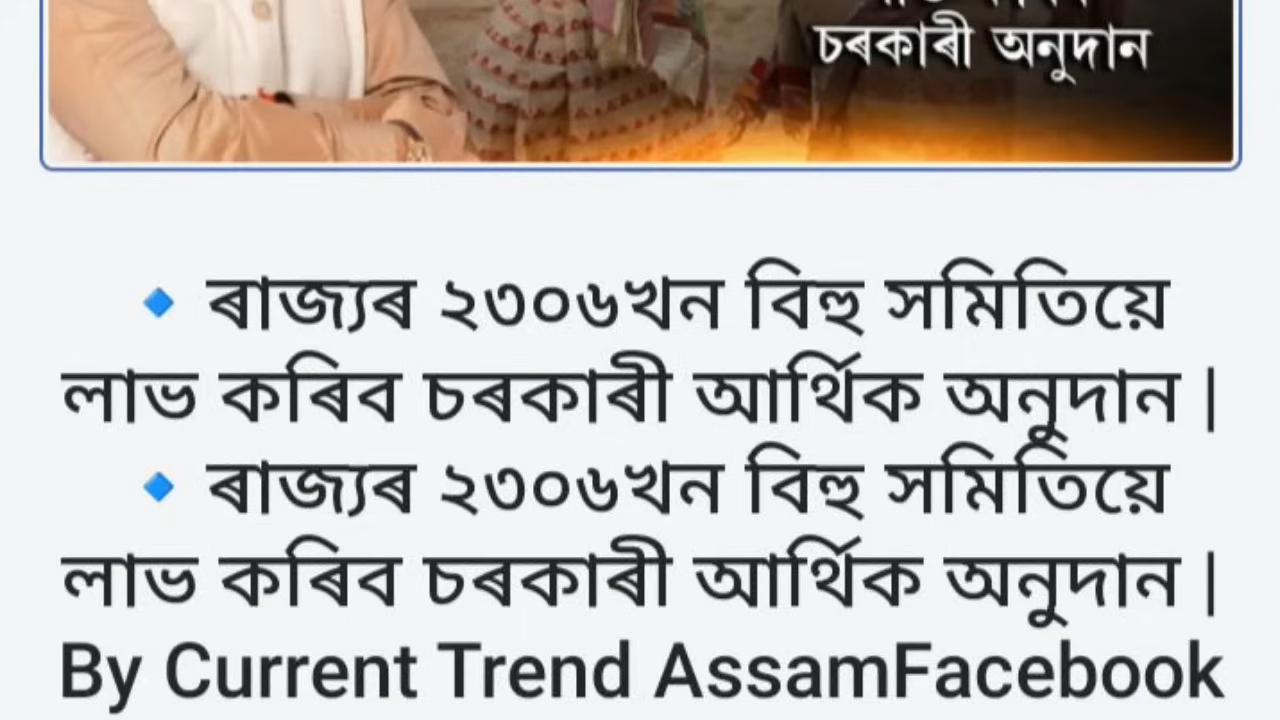 চৰকাৰী অনুদান
🔹 ৰাজ্যৰ ২৩০৬খন বিহু সমিতিয়ে
লাভ কৰিব চৰকাৰী আৰ্থিক অনুদান |
🔹 ৰাজ্যৰ ২৩০৬খন বিহু সমিতিয়ে
লাভ কৰিব চৰকাৰী আৰ্থিক অনুদান |
By Current Trend AssamFacebook